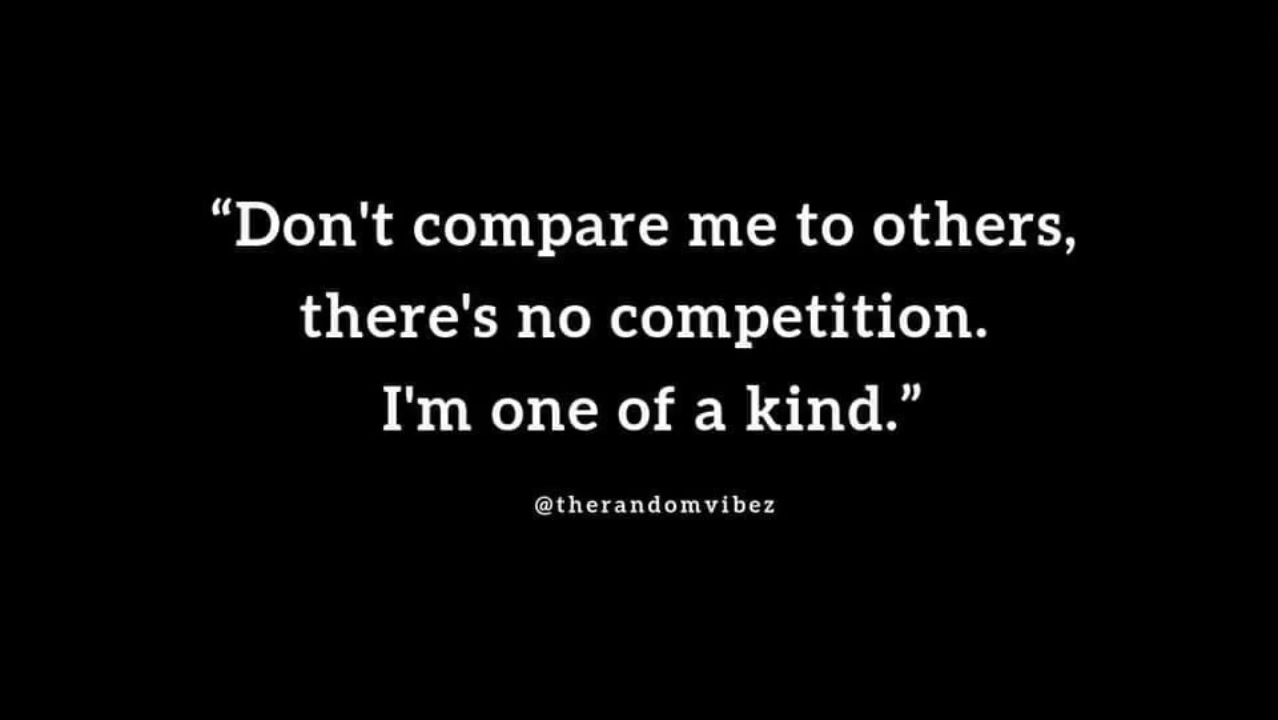 “Don't compare me to others,
there's no competition.
I'm one of a kind.”
@therandomvibez